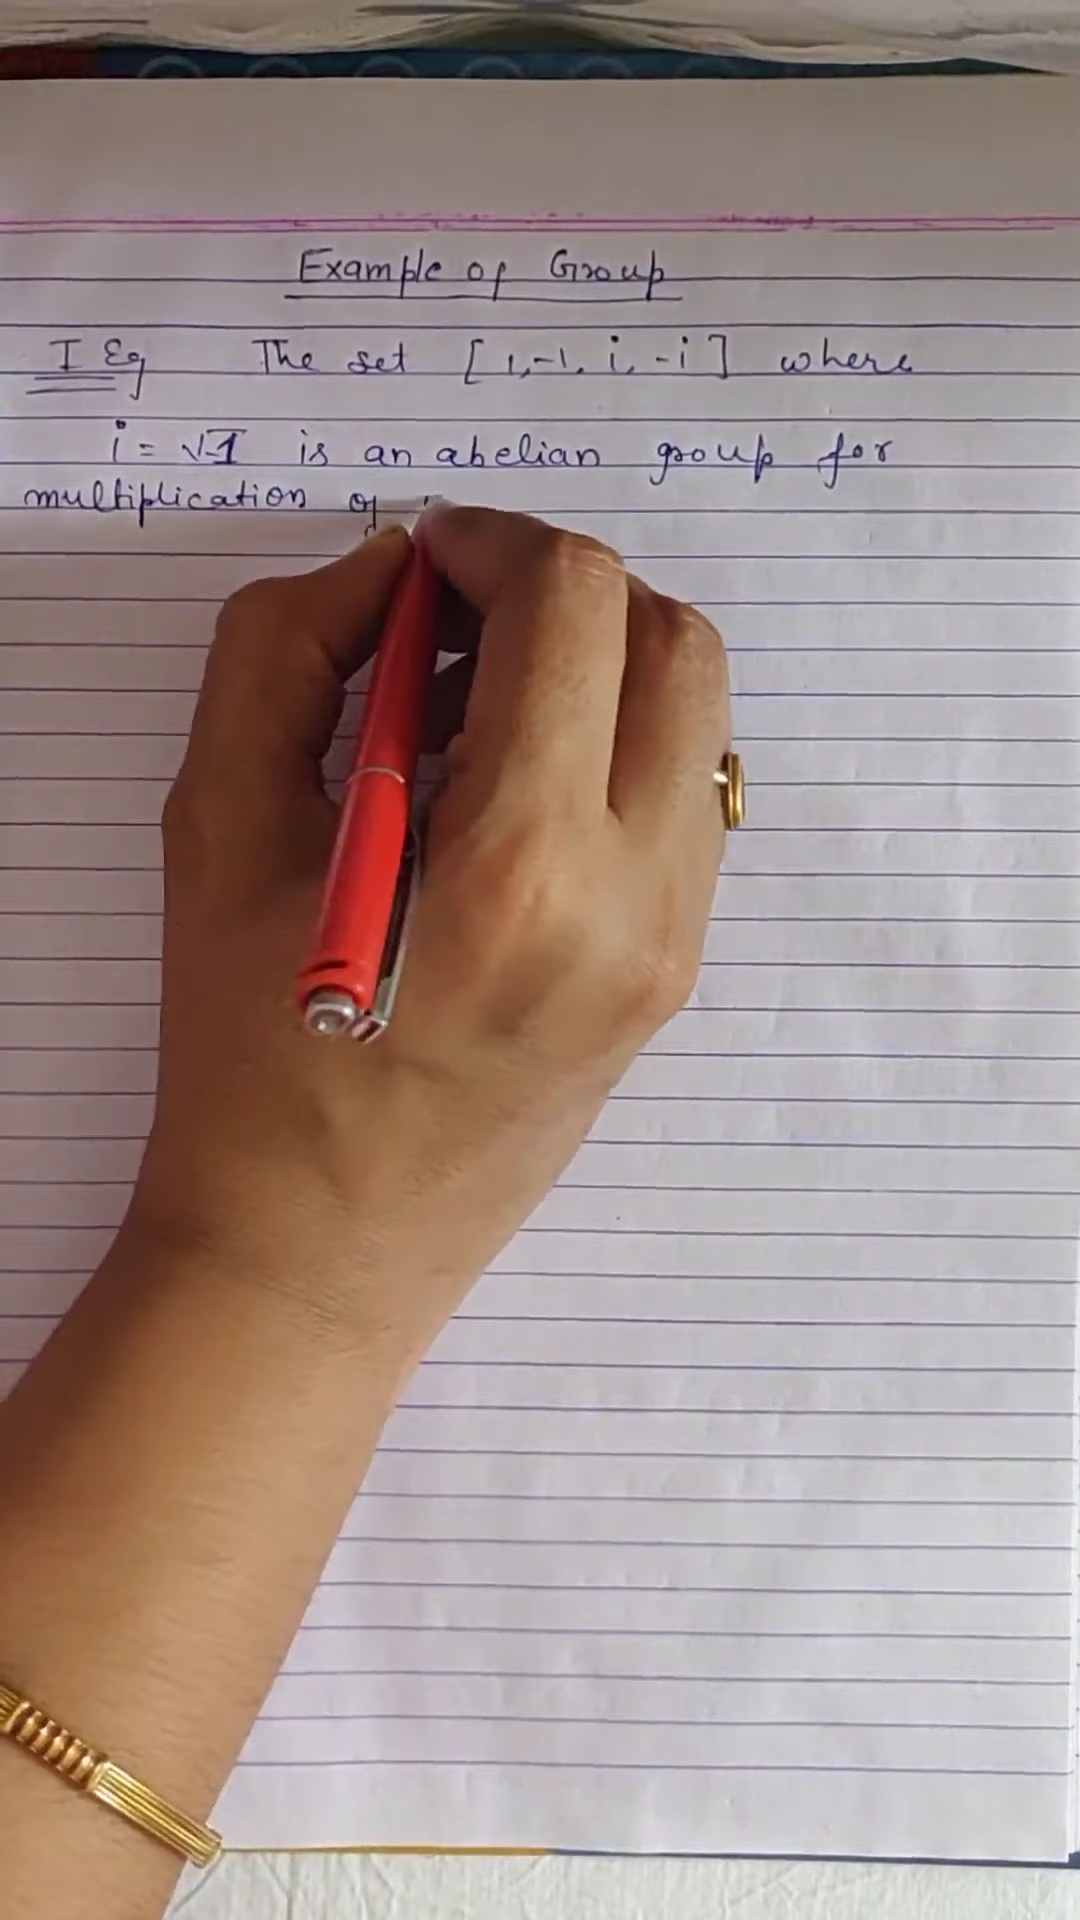 Example of Group
I Eg The set [1, -1, i, -i] where
i = √-1 is an abelian group for
multiplication of